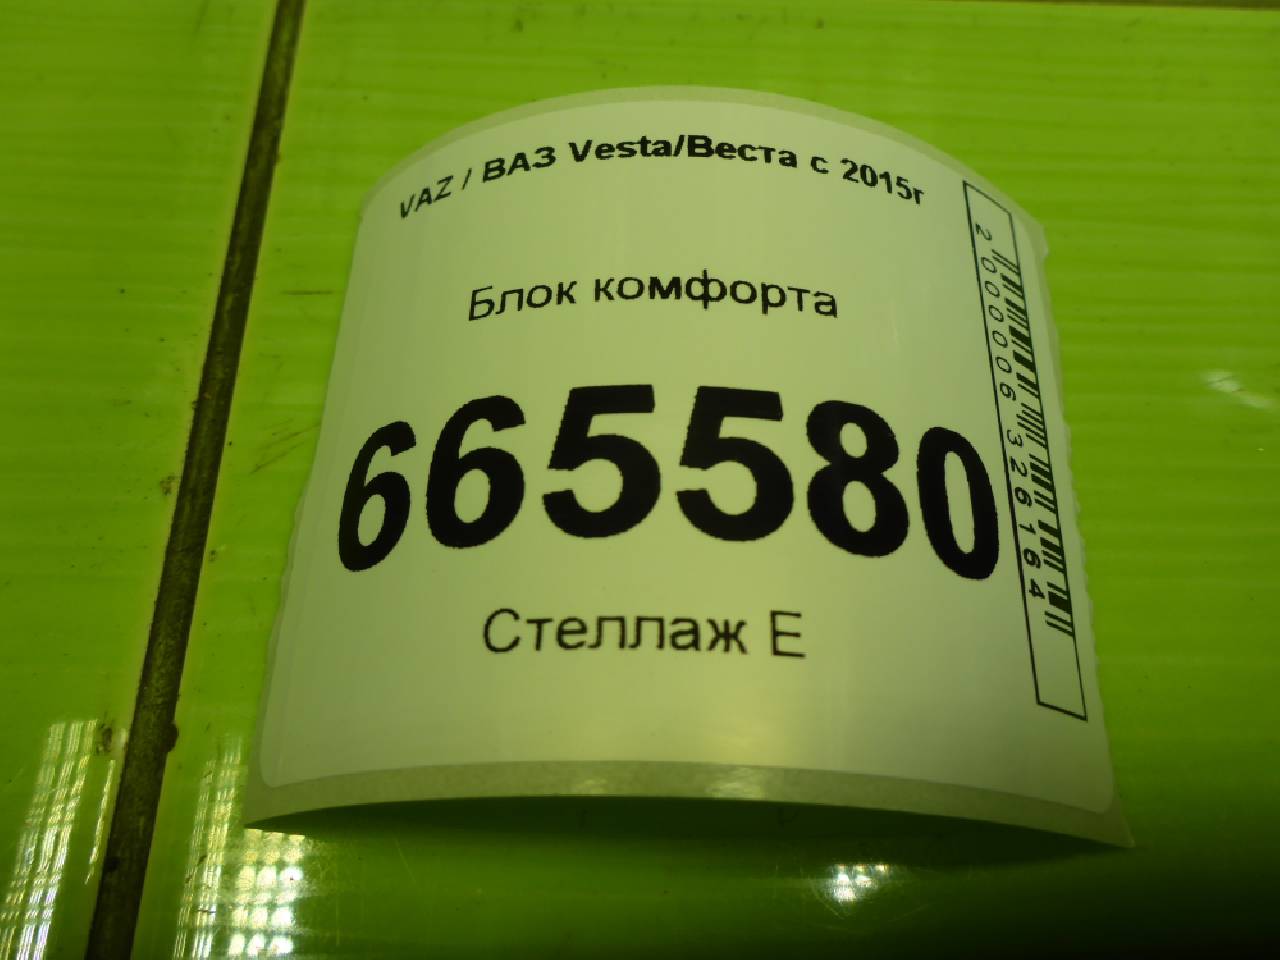 VAZ / ВАЗ Vesta/Веста с 2015г
Блок комфорта
665580
Стеллаж Е
2000006326164